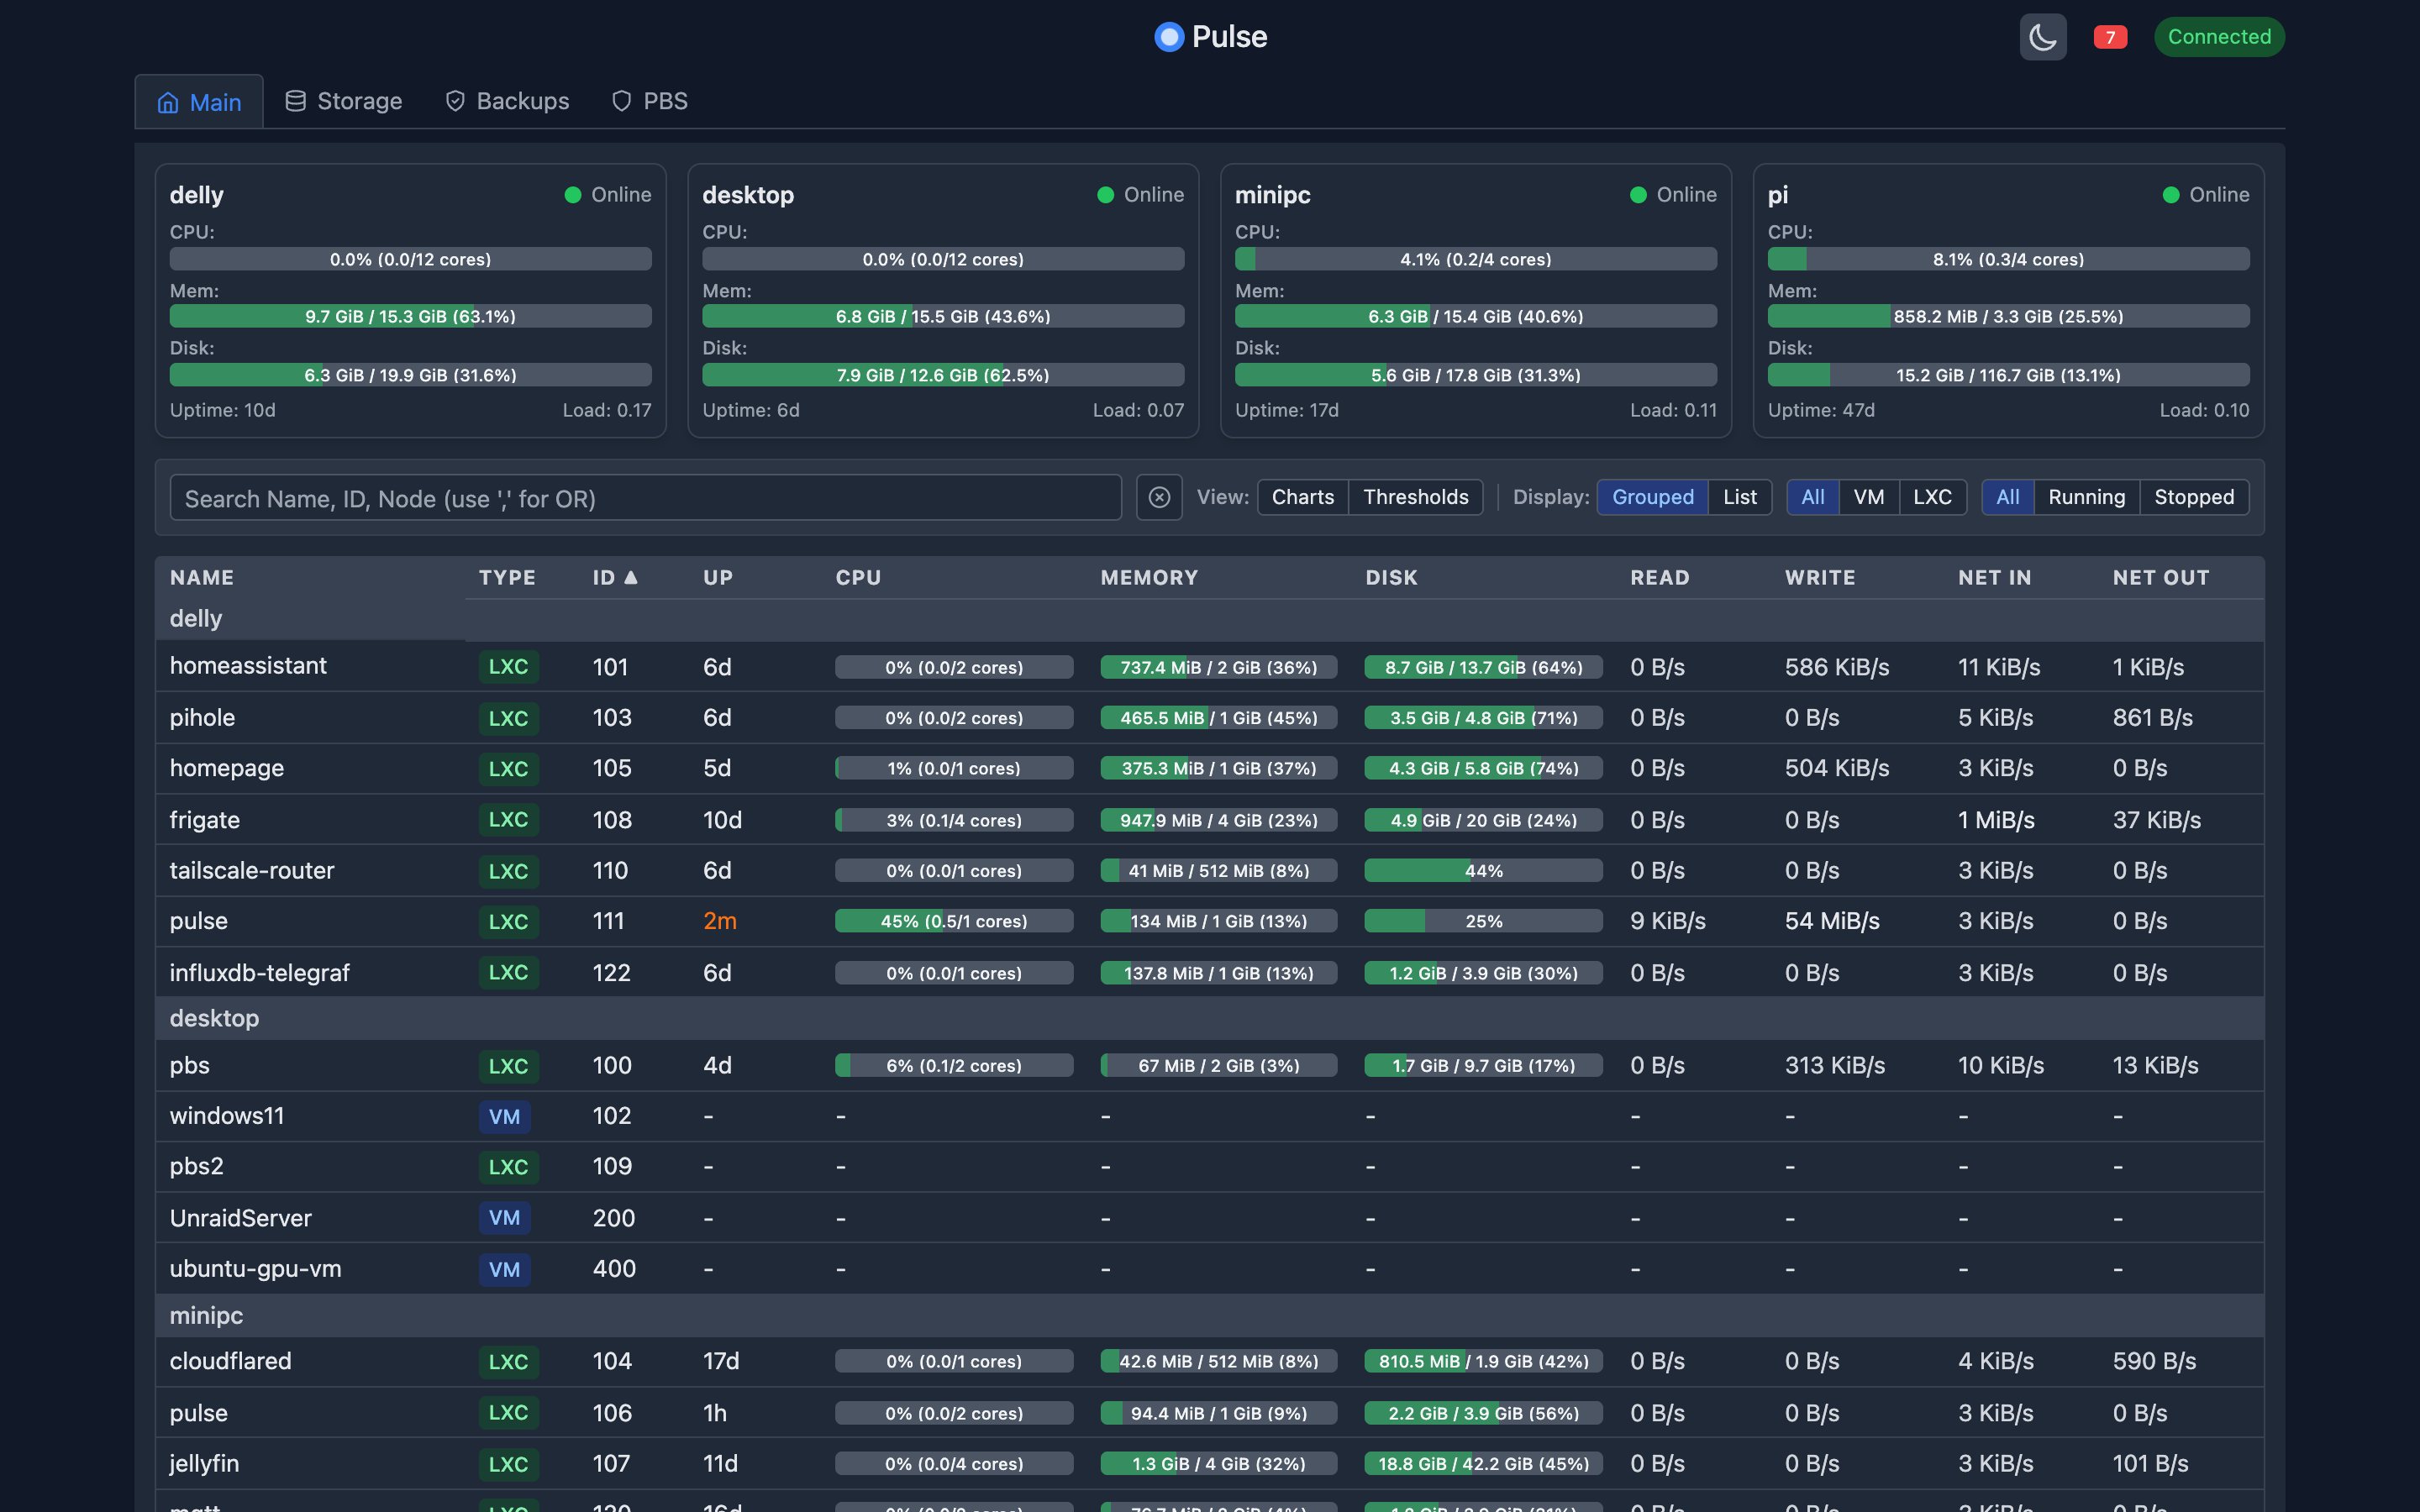 Pulse
7
Connected
Main Storage Backups PBS
delly Online
CPU:
0.0% (0.0/12 cores)
Mem:
9.7 GiB / 15.3 GiB (63.1%)
Disk:
6.3 GiB / 19.9 GiB (31.6%)
Uptime: 10d Load: 0.17
desktop Online
CPU:
0.0% (0.0/12 cores)
Mem:
6.8 GiB / 15.5 GiB (43.6%)
Disk:
7.9 GiB / 12.6 GiB (62.5%)
Uptime: 6d Load: 0.07
minipc Online
CPU:
4.1% (0.2/4 cores)
Mem:
6.3 GiB / 15.4 GiB (40.6%)
Disk:
5.6 GiB / 17.8 GiB (31.3%)
Uptime: 17d Load: 0.11
pi Online
CPU:
8.1% (0.3/4 cores)
Mem:
858.2 MiB / 3.3 GiB (25.5%)
Disk:
15.2 GiB / 116.7 GiB (13.1%)
Uptime: 47d Load: 0.10
Search Name, ID, Node (use ',' for OR) View: Charts Thresholds Display: Grouped List All VM LXC All Running Stopped
NAME TYPE ID ▲ UP CPU MEMORY DISK READ WRITE NET IN NET OUT
delly
homeassistant LXC 101 6d 0% (0.0/2 cores) 737.4 MiB / 2 GiB (36%) 8.7 GiB / 13.7 GiB (64%) 0 B/s 586 KiB/s 11 KiB/s 1 KiB/s
pihole LXC 103 6d 0% (0.0/2 cores) 465.5 MiB / 1 GiB (45%) 3.5 GiB / 4.8 GiB (71%) 0 B/s 0 B/s 5 KiB/s 861 B/s
homepage LXC 105 5d 1% (0.0/1 cores) 375.3 MiB / 1 GiB (37%) 4.3 GiB / 5.8 GiB (74%) 0 B/s 504 KiB/s 3 KiB/s 0 B/s
frigate LXC 108 10d 3% (0.1/4 cores) 947.9 MiB / 4 GiB (23%) 4.9 GiB / 20 GiB (24%) 0 B/s 0 B/s 1 MiB/s 37 KiB/s
tailscale-router LXC 110 6d 0% (0.0/1 cores) 41 MiB / 512 MiB (8%) 44% 0 B/s 0 B/s 3 KiB/s 0 B/s
pulse LXC 111 2m 45% (0.5/1 cores) 134 MiB / 1 GiB (13%) 25% 9 KiB/s 54 MiB/s 3 KiB/s 0 B/s
influxdb-telegraf LXC 122 6d 0% (0.0/1 cores) 137.8 MiB / 1 GiB (13%) 1.2 GiB / 3.9 GiB (30%) 0 B/s 0 B/s 3 KiB/s 0 B/s
desktop
pbs LXC 100 4d 6% (0.1/2 cores) 67 MiB / 2 GiB (3%) 1.7 GiB / 9.7 GiB (17%) 0 B/s 313 KiB/s 10 KiB/s 13 KiB/s
windows11 VM 102 - - - - - - - -
pbs2 LXC 109 - - - - - - - -
UnraidServer VM 200 - - - - - - - -
ubuntu-gpu-vm VM 400 - - - - - - - -
minipc
cloudflared LXC 104 17d 0% (0.0/1 cores) 42.6 MiB / 512 MiB (8%) 810.5 MiB / 1.9 GiB (42%) 0 B/s 0 B/s 4 KiB/s 590 B/s
pulse LXC 106 1h 0% (0.0/2 cores) 94.4 MiB / 1 GiB (9%) 2.2 GiB / 3.9 GiB (56%) 0 B/s 0 B/s 3 KiB/s 0 B/s
jellyfin LXC 107 11d 0% (0.0/4 cores) 1.3 GiB / 4 GiB (32%) 18.8 GiB / 42.2 GiB (45%) 0 B/s 0 B/s 3 KiB/s 101 B/s